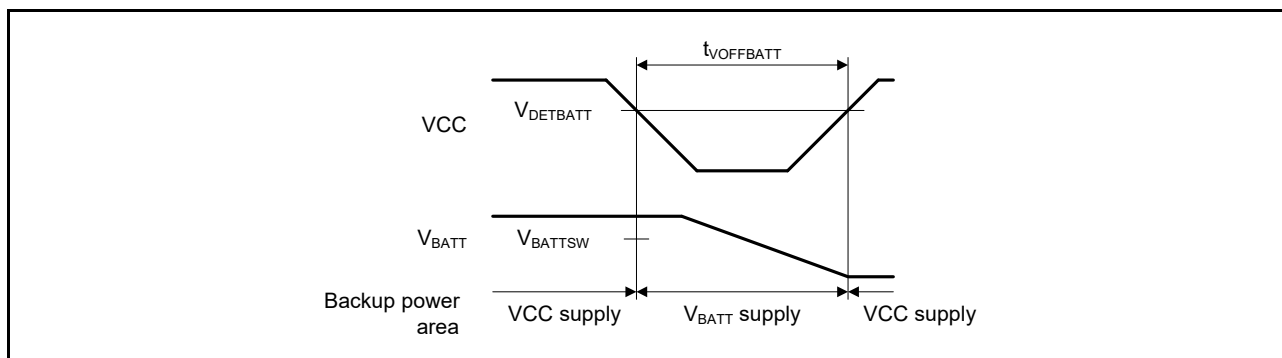 tVOFFBATT
VCC
VDETBATT
VBATT
VBATTSW
Backup power
area
VCC supply
VBATT supply
VCC supply